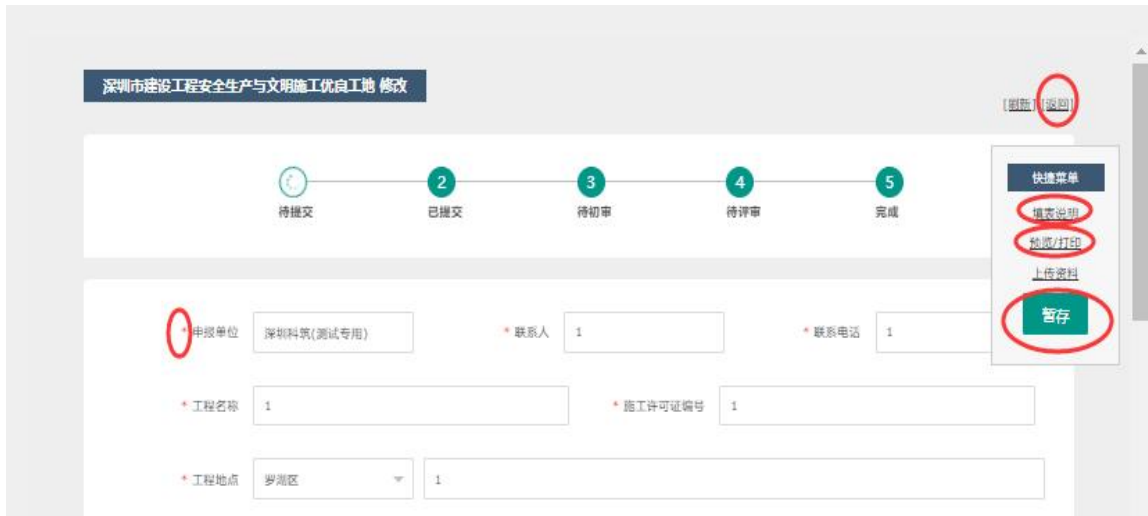 深圳市建设工程安全生产与文明施工优良工地 修改
[刷新] [返回]
2 3 4 5
待提交 已提交 待初审 待评审 完成
快捷菜单
填表说明
预览/打印
上传资料
暂存
* 申报单位 深圳科筑(测试专用) * 联系人 1 * 联系电话 1
* 工程名称 1 * 施工许可证编号 1
* 工程地点 罗湖区 1